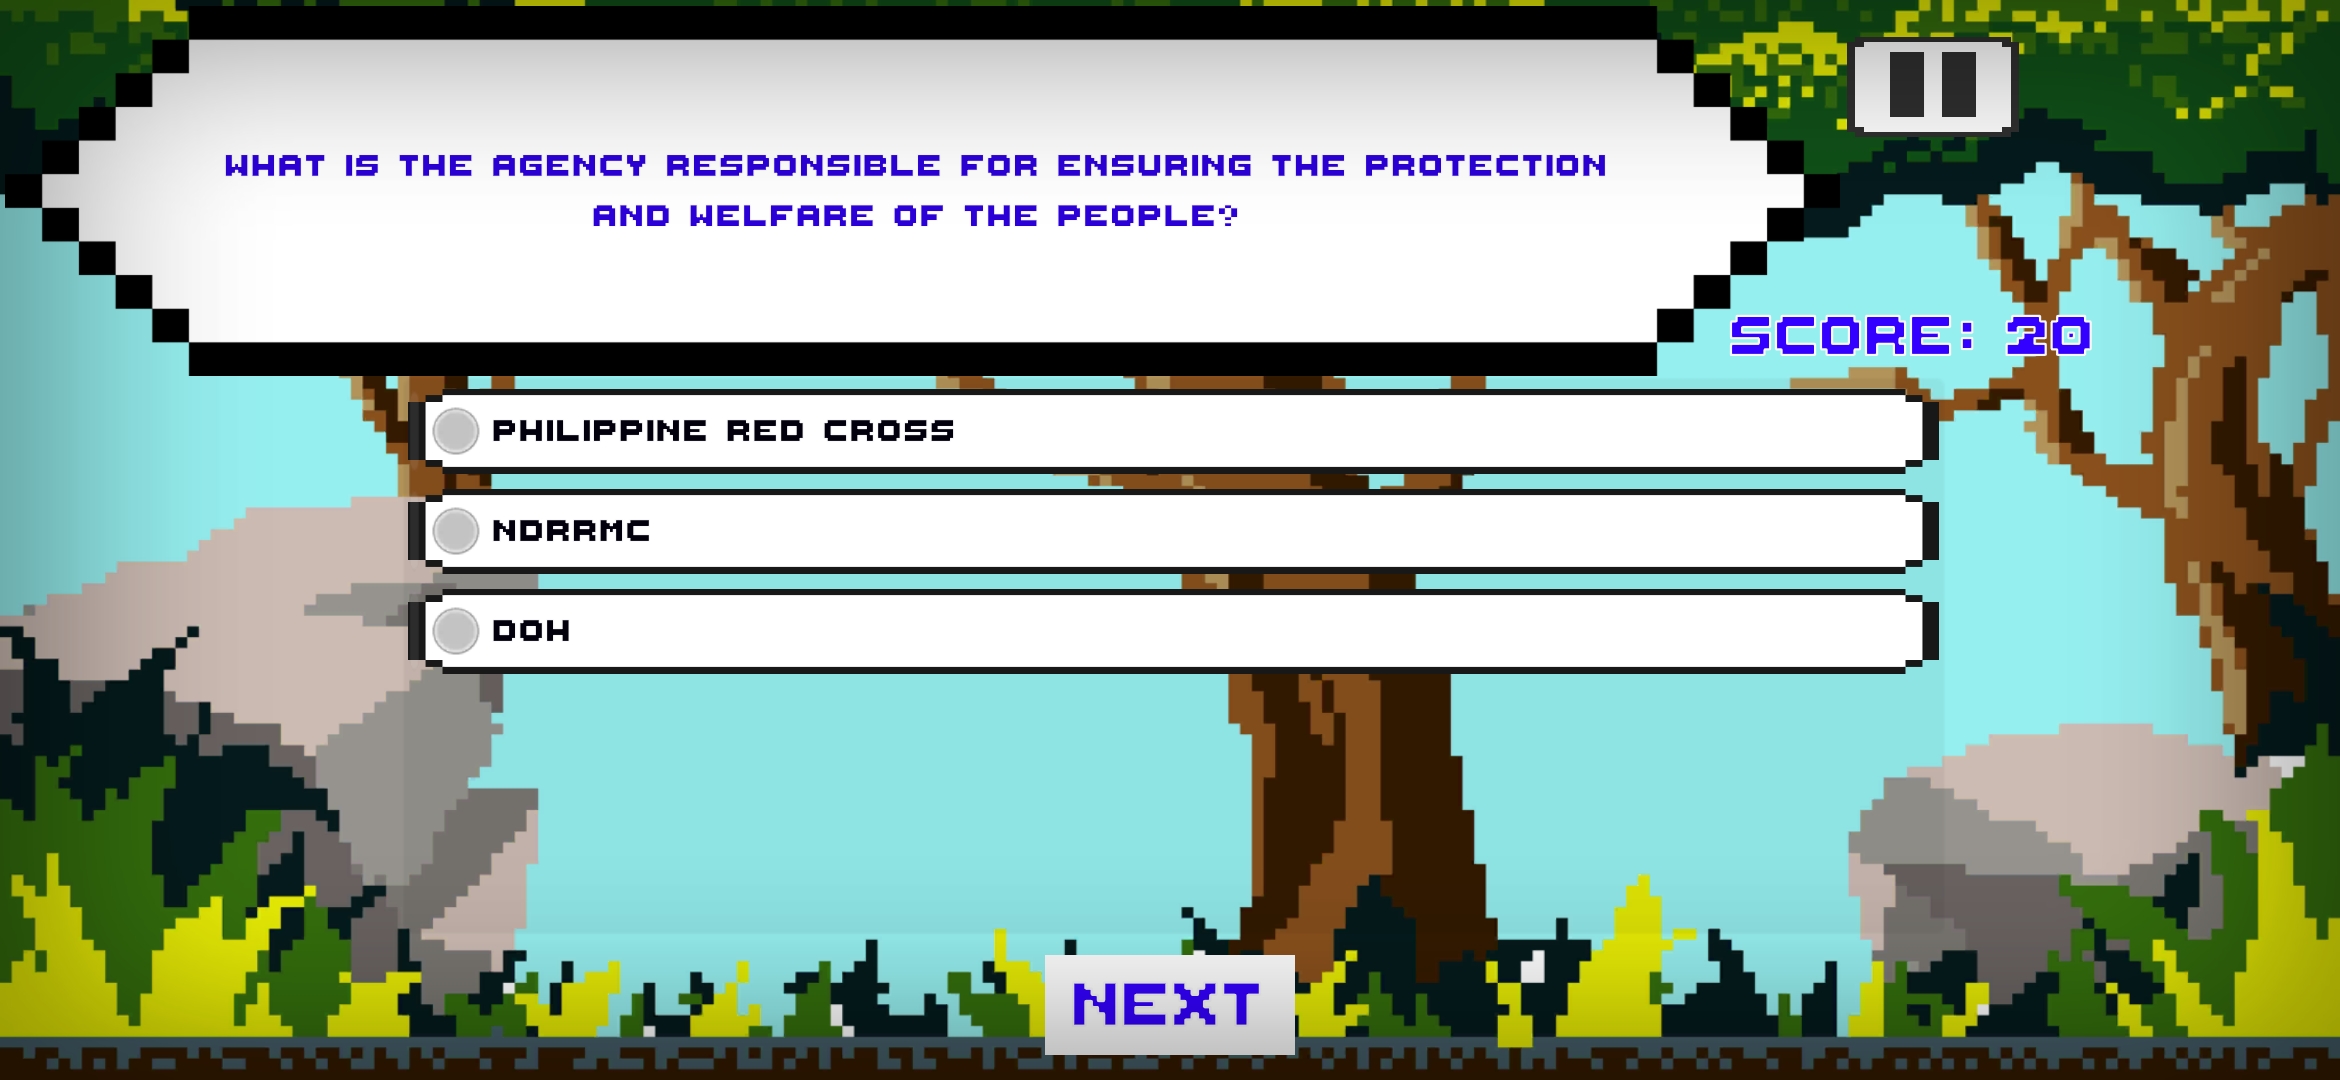 WHAT IS THE AGENCY RESPONSIBLE FOR ENSURING THE PROTECTION
AND WELFARE OF THE PEOPLE?
SCORE: 20
PHILIPPINE RED CROSS
NDRRMC
DOH
NEXT